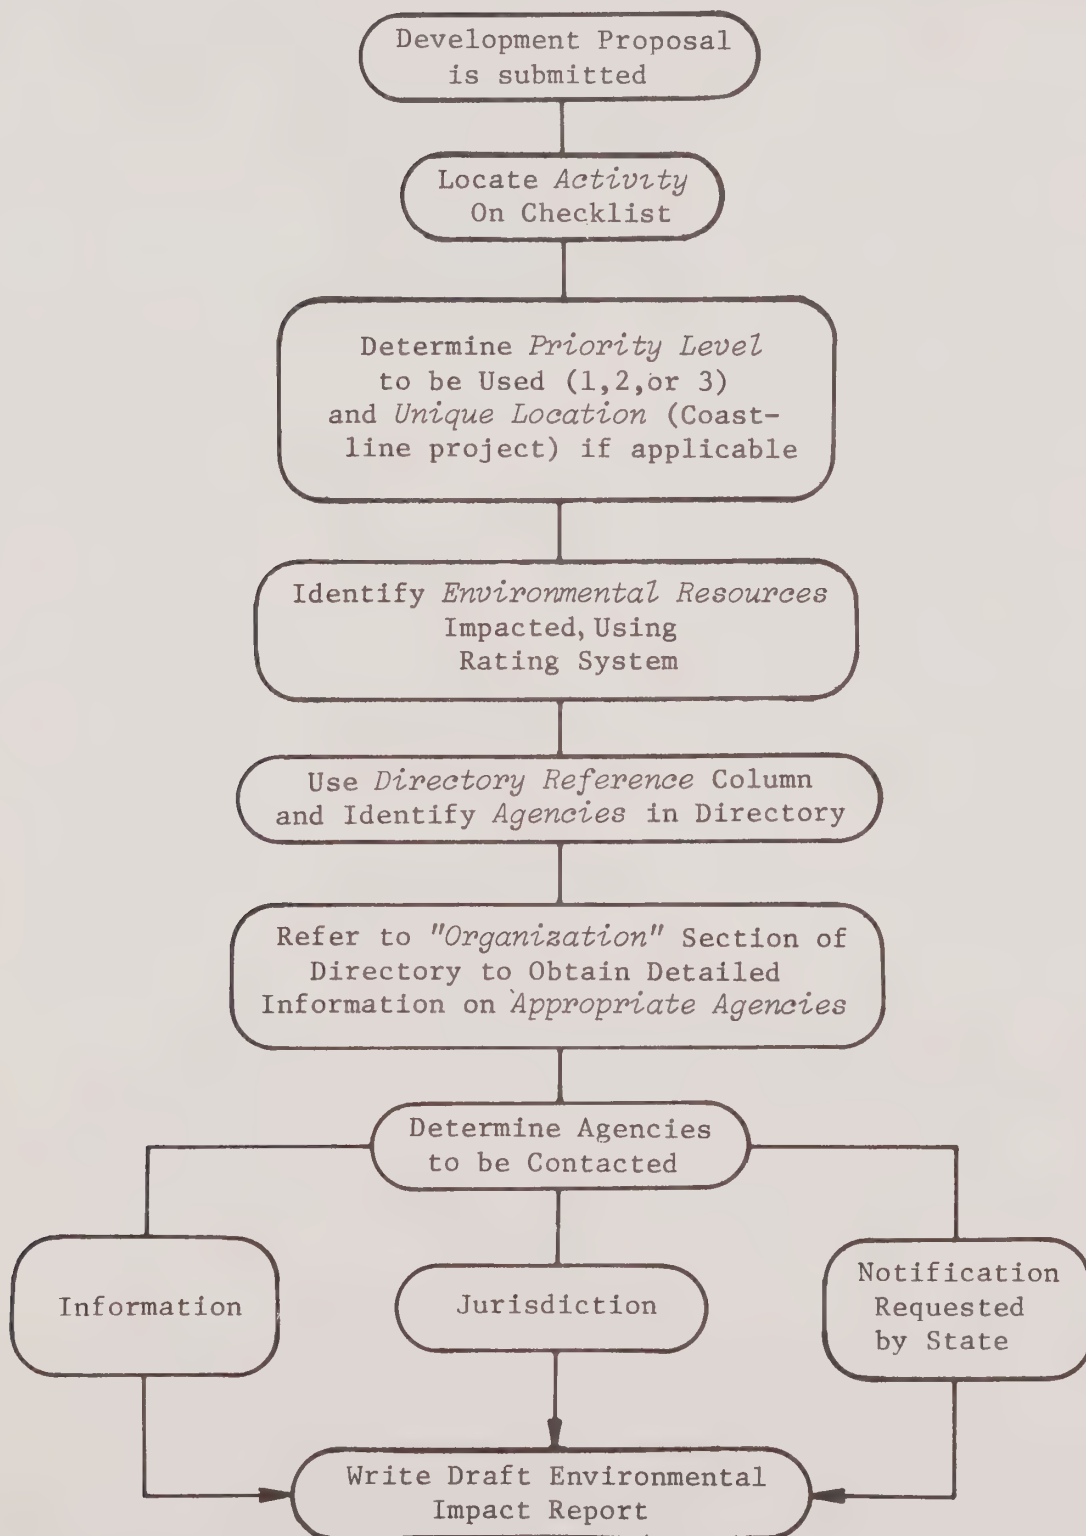 Development Proposal
is submitted
Locate Activity
On Checklist
Determine Priority Level
to be Used (1,2,or 3)
and Unique Location (Coast-
line project) if applicable
Identify Environmental Resources
Impacted, Using
Rating System
Use Directory Reference Column
and Identify Agencies in Directory
Refer to "Organization" Section of
Directory to Obtain Detailed
Information on Appropriate Agencies
Determine Agencies
to be Contacted
Information
Jurisdiction
Notification
Requested
by State
Write Draft Environmental
Impact Report